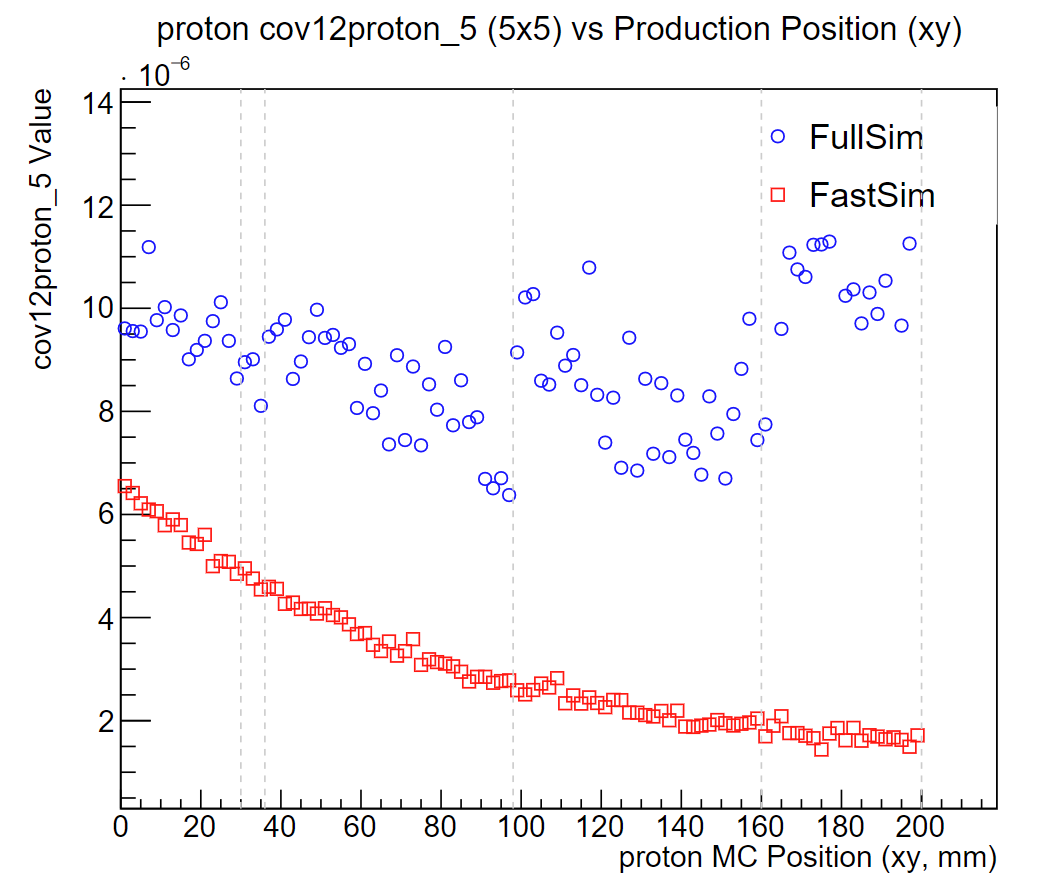 proton cov12proton_5 (5x5) vs Production Position (xy)
· 10⁻⁶
cov12proton_5 Value
14
12
10
8
6
4
2
FullSim
FastSim
0 20 40 60 80 100 120 140 160 180 200
proton MC Position (xy, mm)